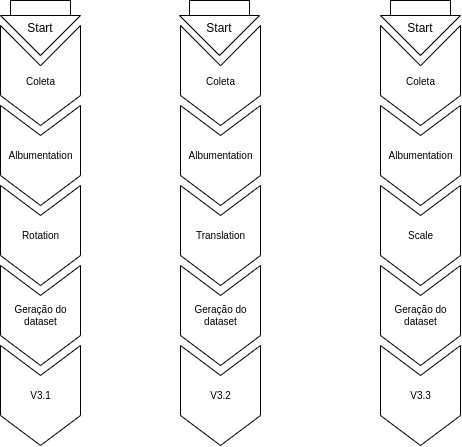 Start
Coleta
Albumentation
Rotation
Geração do
dataset
V3.1
Start
Coleta
Albumentation
Translation
Geração do
dataset
V3.2
Start
Coleta
Albumentation
Scale
Geração do
dataset
V3.3